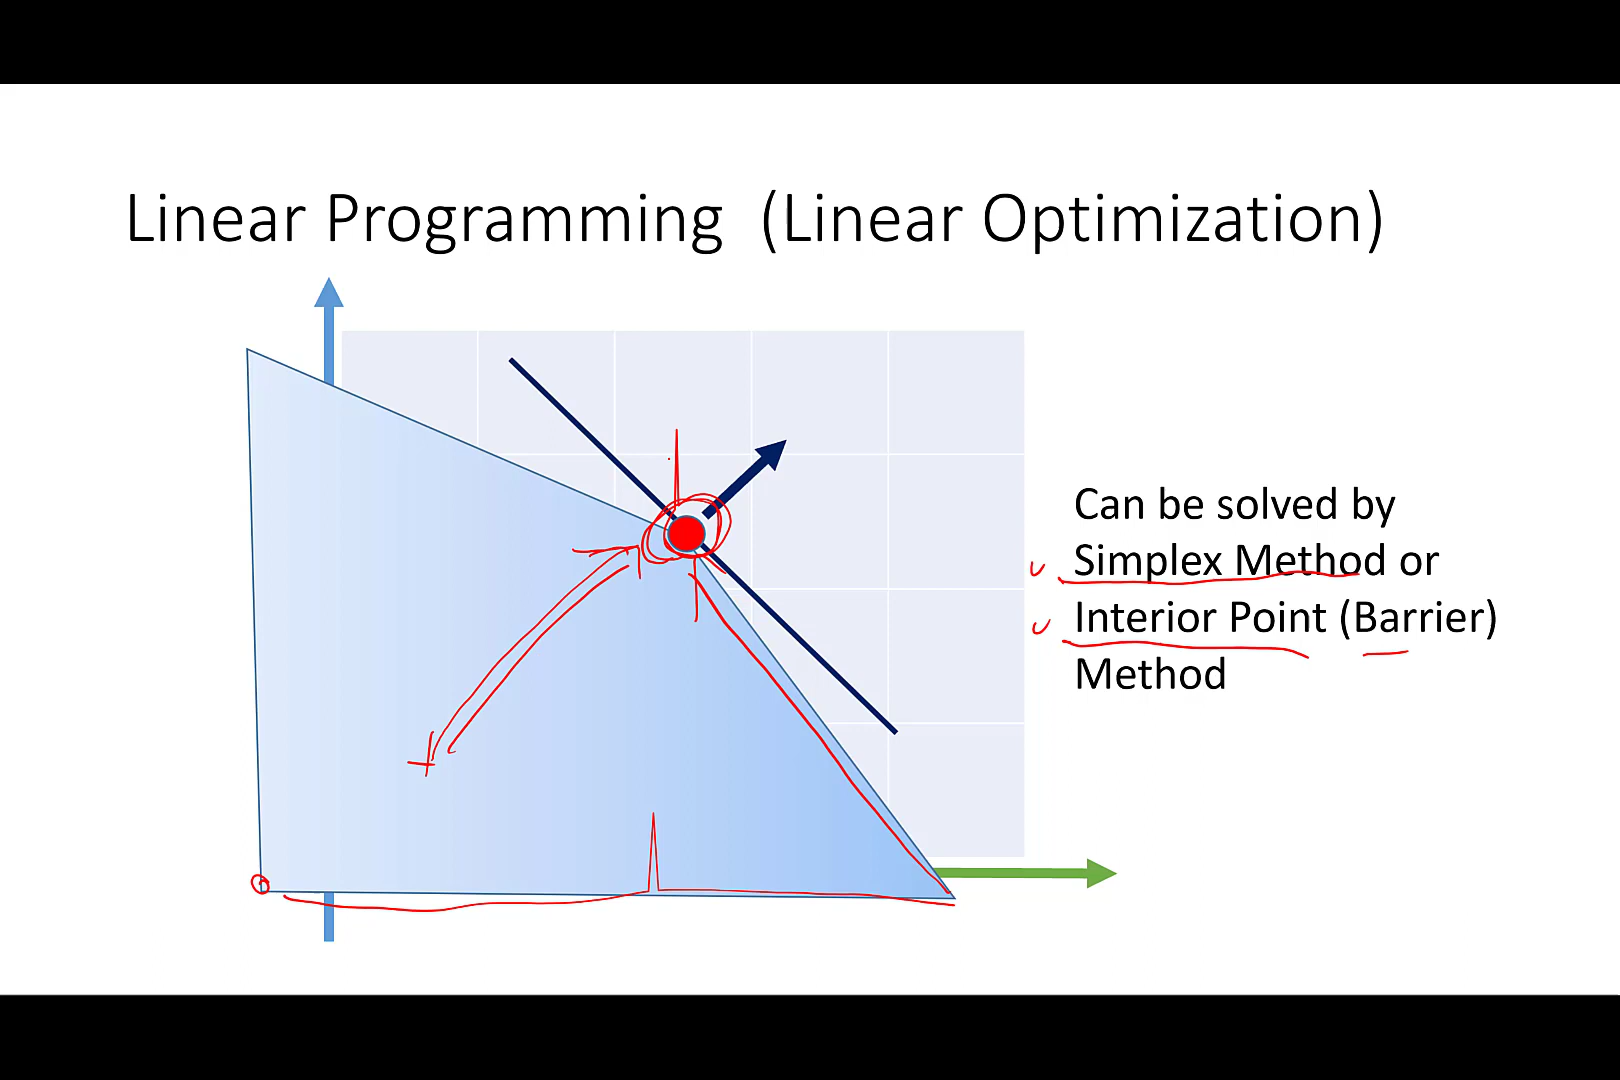 Linear Programming (Linear Optimization)
Can be solved by
Simplex Method or
Interior Point (Barrier)
Method